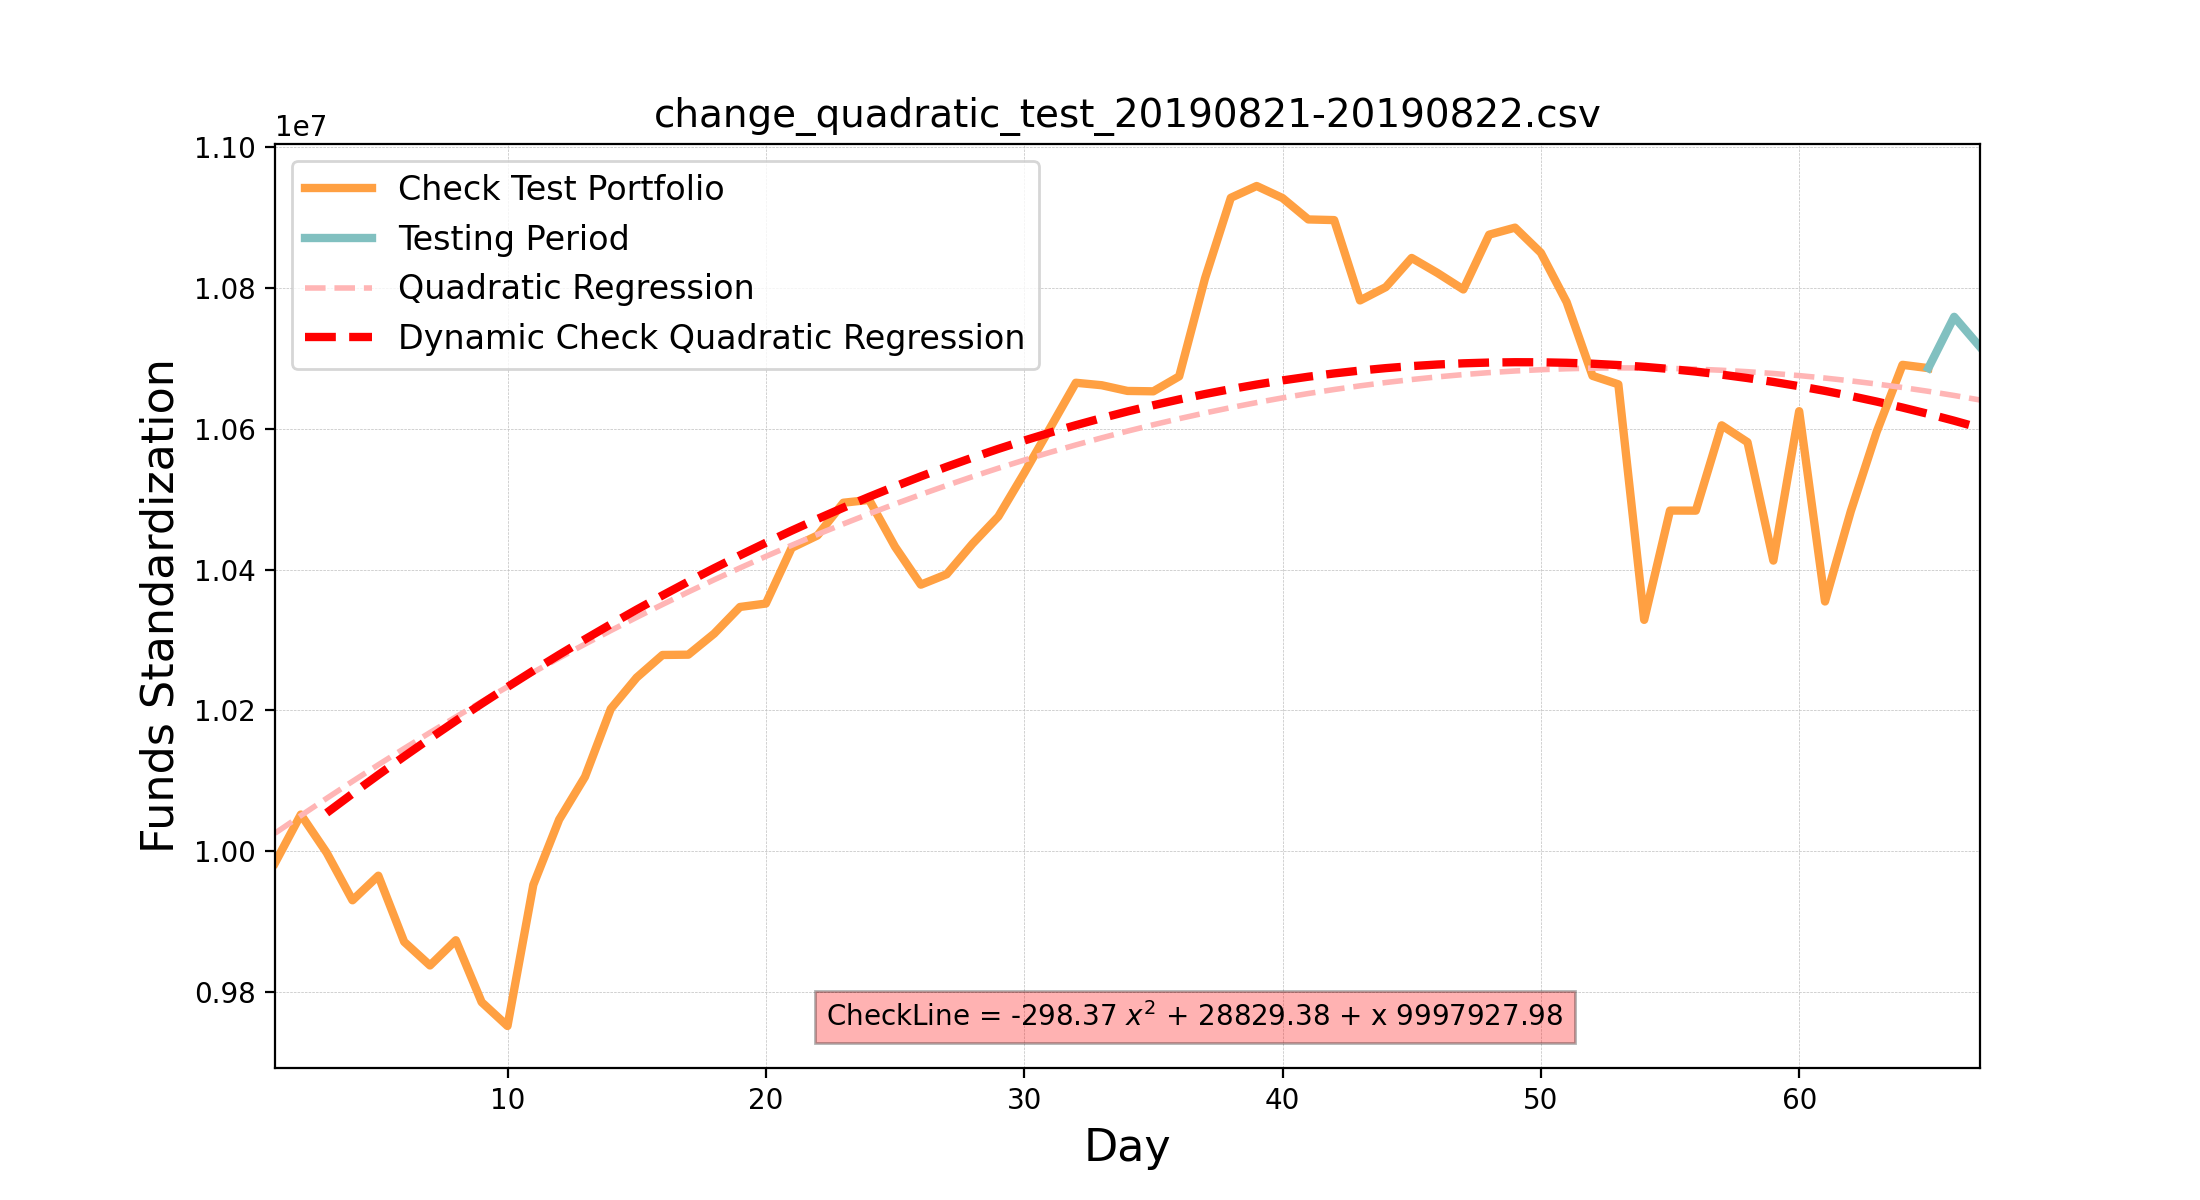 change_quadratic_test_20190821-20190822.csv
1e7
Check Test Portfolio
Testing Period
Quadratic Regression
Dynamic Check Quadratic Regression
1.10
1.08
1.06
1.04
1.02
1.00
0.98
Funds Standardization
CheckLine = -298.37 x² + 28829.38 + x 9997927.98
10 20 30 40 50 60
Day